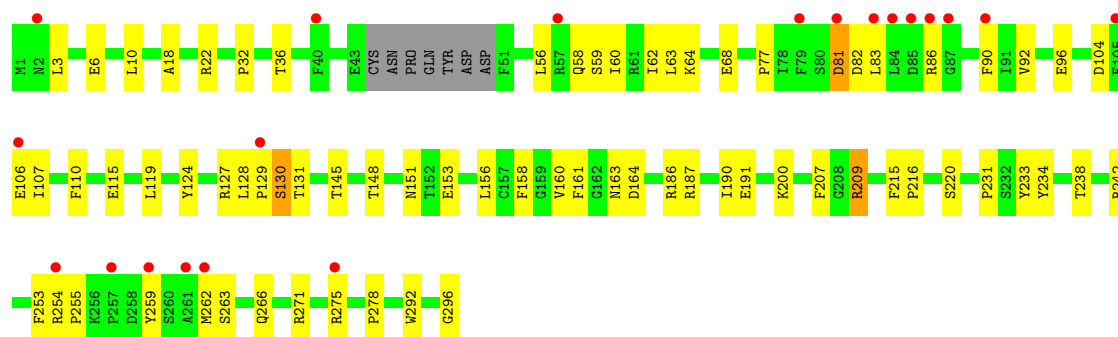 M1 N2 L3 E6 L10 A18 R22 P32 T36 F40 E43 CYS ASN PRO GLN TYR ASP ASP F51 L56 R57 Q58 S59 I60 R61 I62 L63 K64 E68 P77 I78 F79 S80 D81 D82 L83 L84 D85 R86 G87 F90 I91 V92 E96 D104 E105
E106 I107 F110 E115 L119 Y124 R127 L128 P129 S130 T131 T145 T148 N151 T152 E153 L156 C157 F158 G159 V160 F161 G162 N163 D164 R186 R187 I190 E191 K200 F207 G208 R209 F215 P216 S220 P231 S232 Y233 Y234 T238
F253 R254 P255 K256 P257 D258 Y259 S260 A261 M262 S263 Q266 R271 R275 P278 W292 G296